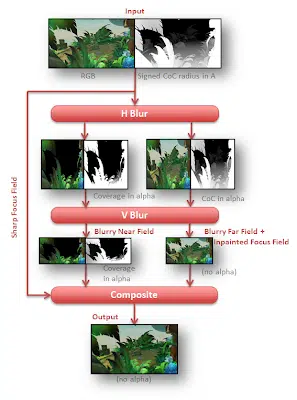 Input
RGB
Signed CoC radius in A
H Blur
Coverage in alpha
CoC in alpha
Sharp Focus Field
V Blur
Blurry Near Field
Blurry Far Field +
Inpainted Focus Field
Coverage
in alpha
(no alpha)
Composite
Output
(no alpha)